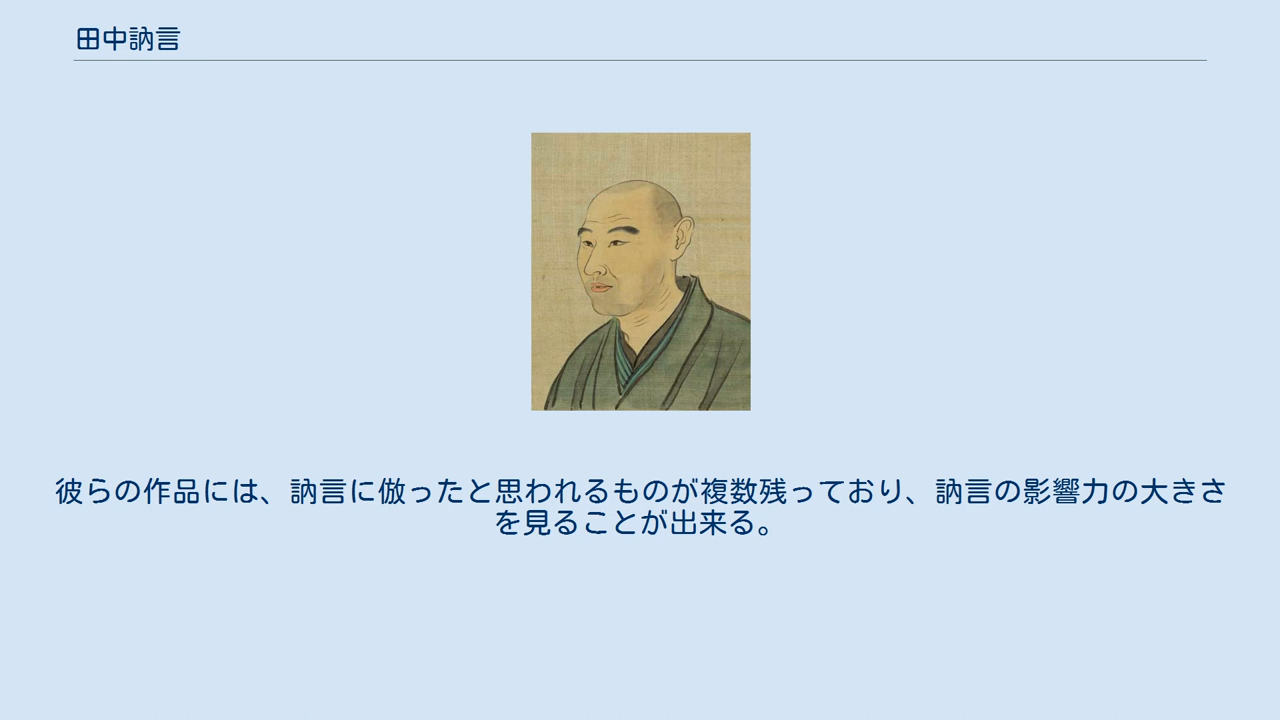 田中訥言
彼らの作品には、訥言に倣ったと思われるものが複数残っており、訥言の影響力の大きさ
を見ることが出来る。